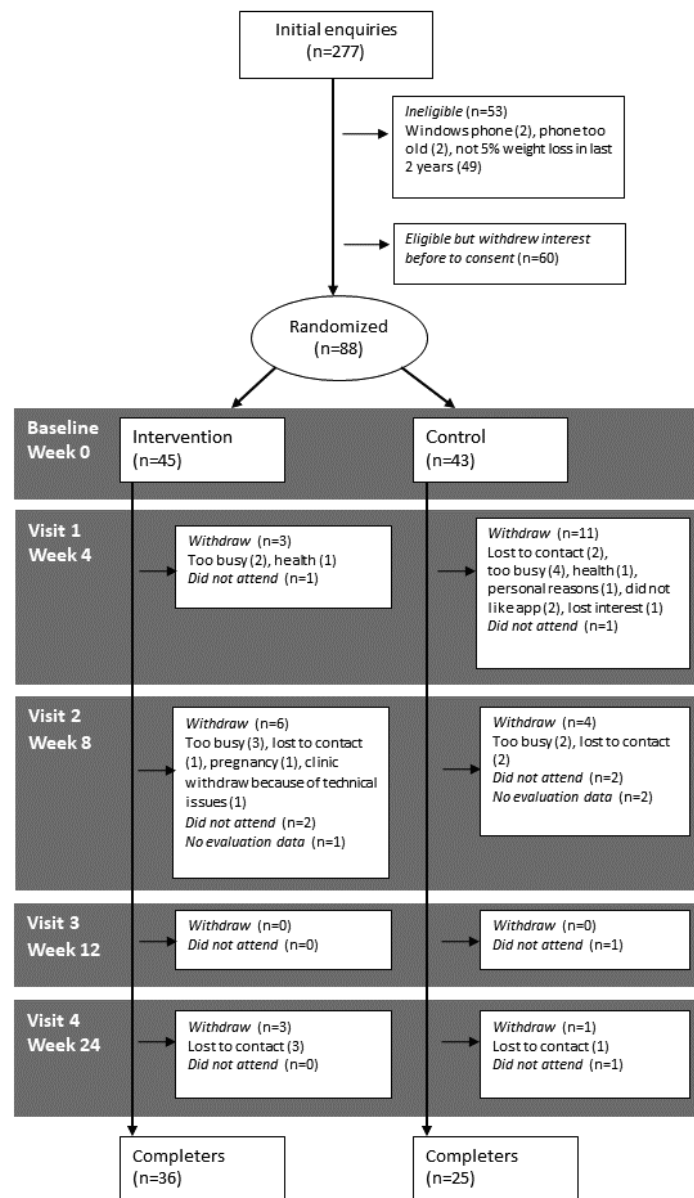 Initial enquiries
(n=277)
Ineligible (n=53)
Windows phone (2), phone too
old (2), not 5% weight loss in last
2 years (49)
Eligible but withdrew interest
before to consent (n=60)
Randomized
(n=88)
Baseline
Week 0
Intervention
(n=45)
Control
(n=43)
Visit 1
Week 4
Withdraw (n=3)
Too busy (2), health (1)
Did not attend (n=1)
Withdraw (n=11)
Lost to contact (2),
too busy (4), health (1),
personal reasons (1), did not
like app (2), lost interest (1)
Did not attend (n=1)
Visit 2
Week 8
Withdraw (n=6)
Too busy (3), lost to contact
(1), pregnancy (1), clinic
withdraw because of technical
issues (1)
Did not attend (n=2)
No evaluation data (n=1)
Withdraw (n=4)
Too busy (2), lost to contact
(2)
Did not attend (n=2)
No evaluation data (n=2)
Visit 3
Week 12
Withdraw (n=0)
Did not attend (n=0)
Withdraw (n=0)
Did not attend (n=1)
Visit 4
Week 24
Withdraw (n=3)
Lost to contact (3)
Did not attend (n=0)
Withdraw (n=1)
Lost to contact (1)
Did not attend (n=1)
Completers
(n=36)
Completers
(n=25)